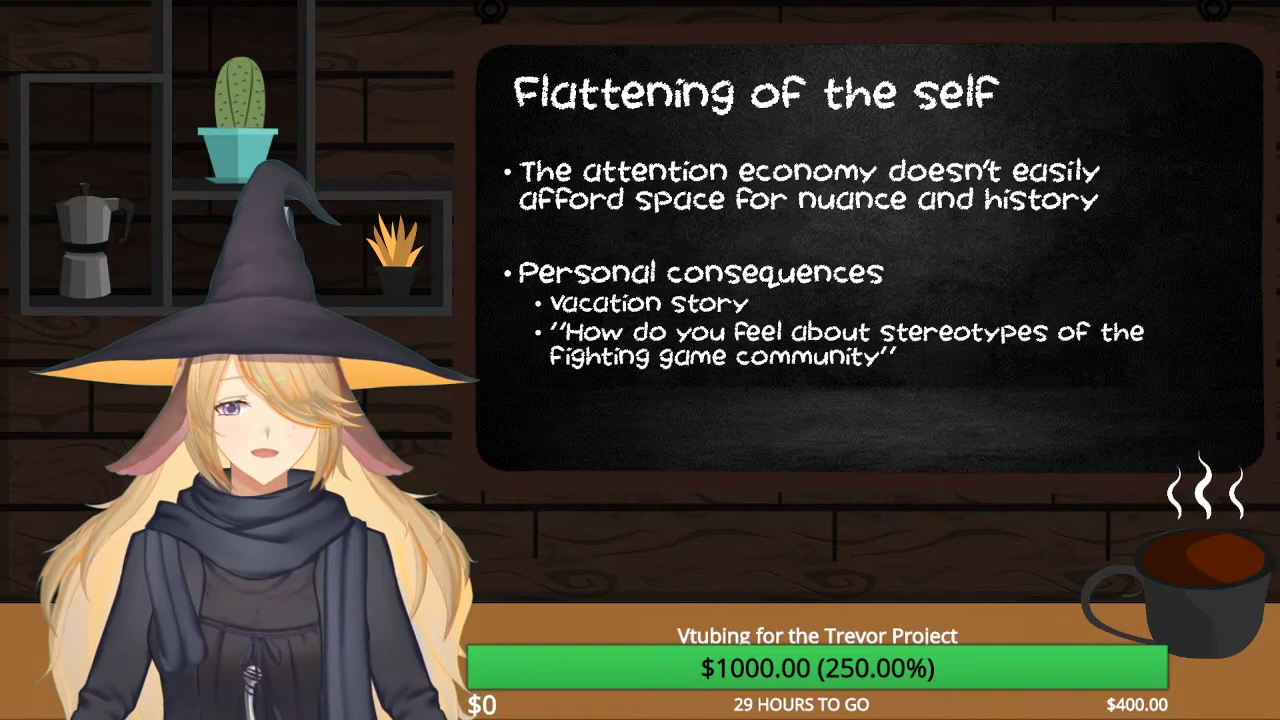 Flattening of the self
• The attention economy doesn't easily
afford space for nuance and history
• Personal consequences
• Vacation story
• "How do you feel about stereotypes of the
fighting game community"
Vtubing for the Trevor Project
$1000.00 (250.00%)
$0
29 HOURS TO GO
$400.00